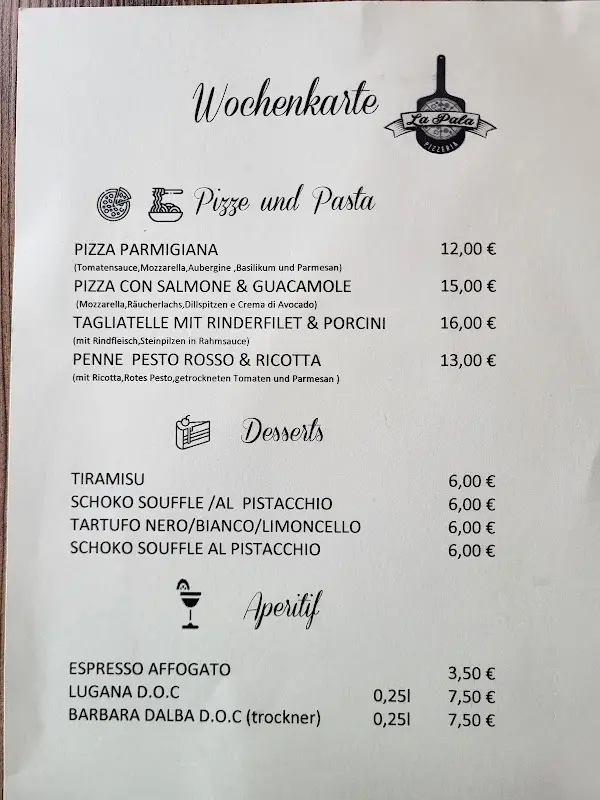 Wochenkarte
La Pala
PIZZERIA
Pizze und Pasta
PIZZA PARMIGIANA 12,00 €
(Tomatensauce,Mozzarella,Aubergine ,Basilikum und Parmesan)
PIZZA CON SALMONE & GUACAMOLE 15,00 €
(Mozzarella,Räucherlachs,Dillspitzen e Crema di Avocado)
TAGLIATELLE MIT RINDERFILET & PORCINI 16,00 €
(mit Rindfleisch,Steinpilzen in Rahmsauce)
PENNE PESTO ROSSO & RICOTTA 13,00 €
(mit Ricotta,Rotes Pesto,getrockneten Tomaten und Parmesan )
Desserts
TIRAMISU 6,00 €
SCHOKO SOUFFLE /AL PISTACCHIO 6,00 €
TARTUFO NERO/BIANCO/LIMONCELLO 6,00 €
SCHOKO SOUFFLE AL PISTACCHIO 6,00 €
Aperitif
ESPRESSO AFFOGATO 3,50 €
LUGANA D.O.C 0,25l 7,50 €
BARBARA DALBA D.O.C (trockner) 0,25l 7,50 €